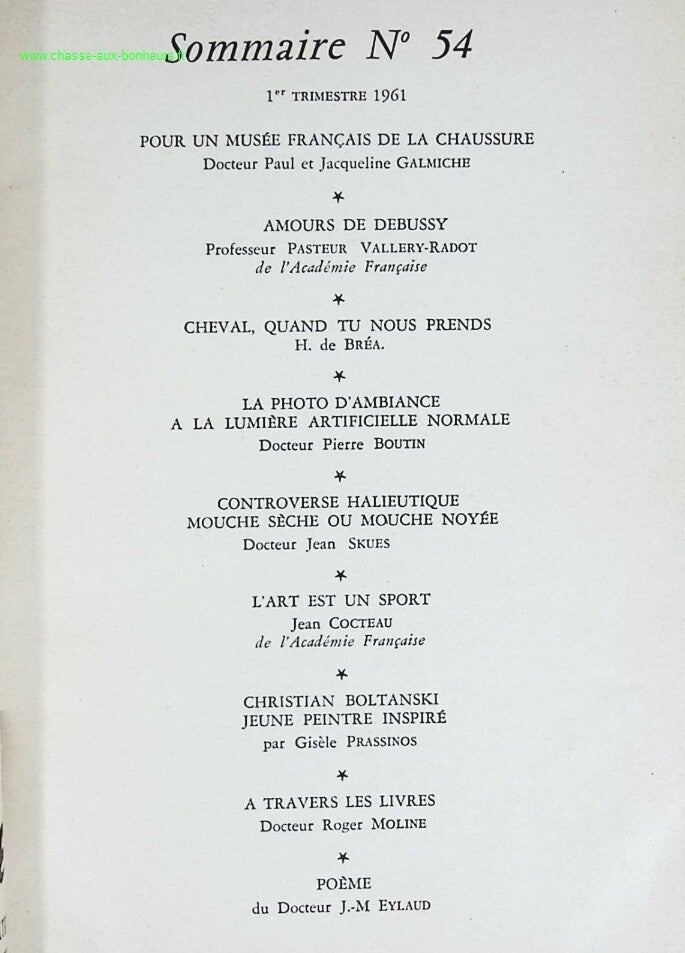 www.chasse-aux-bonheurs.fr
Sommaire Nº 54
1er TRIMESTRE 1961
POUR UN MUSÉE FRANÇAIS DE LA CHAUSSURE
Docteur Paul et Jacqueline GALMICHE
★
AMOURS DE DEBUSSY
Professeur PASTEUR VALLERY-RADOT
de l'Académie Française
★
CHEVAL, QUAND TU NOUS PRENDS
H. de BRÉA.
★
LA PHOTO D'AMBIANCE
A LA LUMIÈRE ARTIFICIELLE NORMALE
Docteur Pierre BOUTIN
★
CONTROVERSE HALIEUTIQUE
MOUCHE SÈCHE OU MOUCHE NOYÉE
Docteur Jean SKUES
★
L'ART EST UN SPORT
Jean COCTEAU
de l'Académie Française
★
CHRISTIAN BOLTANSKI
JEUNE PEINTRE INSPIRÉ
par Gisèle PRASSINOS
★
A TRAVERS LES LIVRES
Docteur Roger MOLINE
★
POÈME
du Docteur J.-M EYLAUD